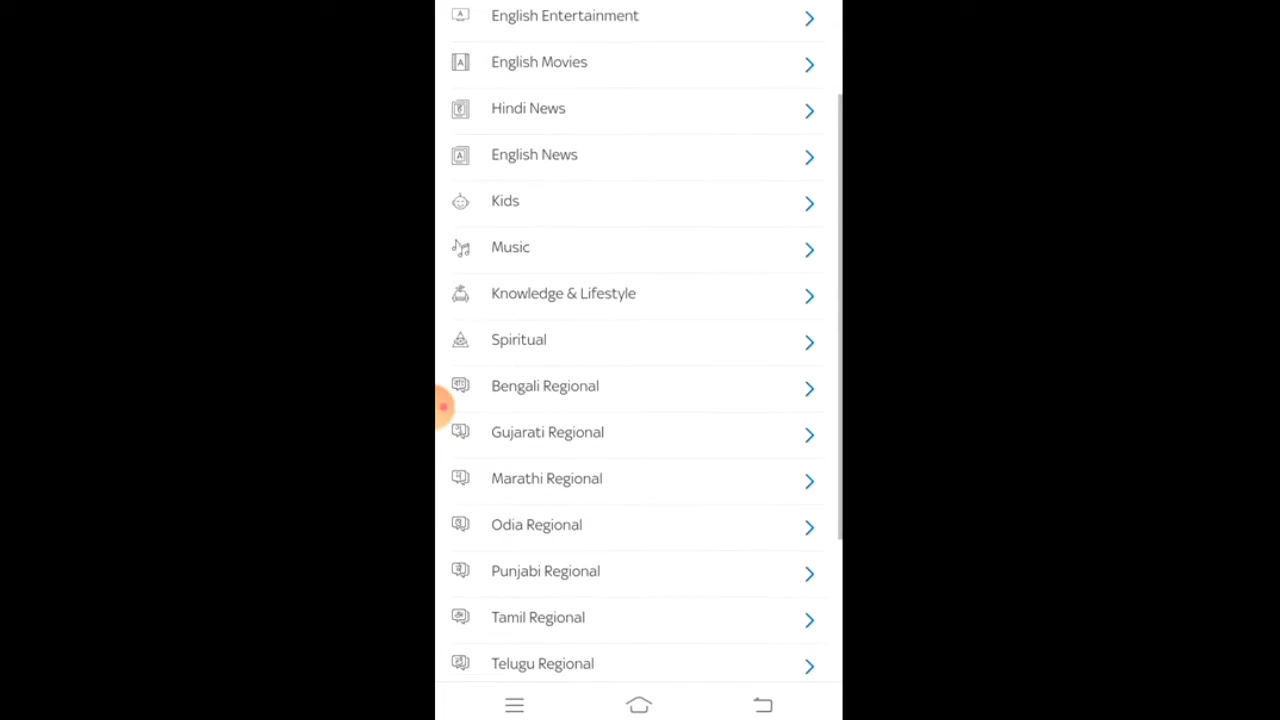 English Entertainment
English Movies
Hindi News
English News
Kids
Music
Knowledge & Lifestyle
Spiritual
Bengali Regional
Gujarati Regional
Marathi Regional
Odia Regional
Punjabi Regional
Tamil Regional
Telugu Regional